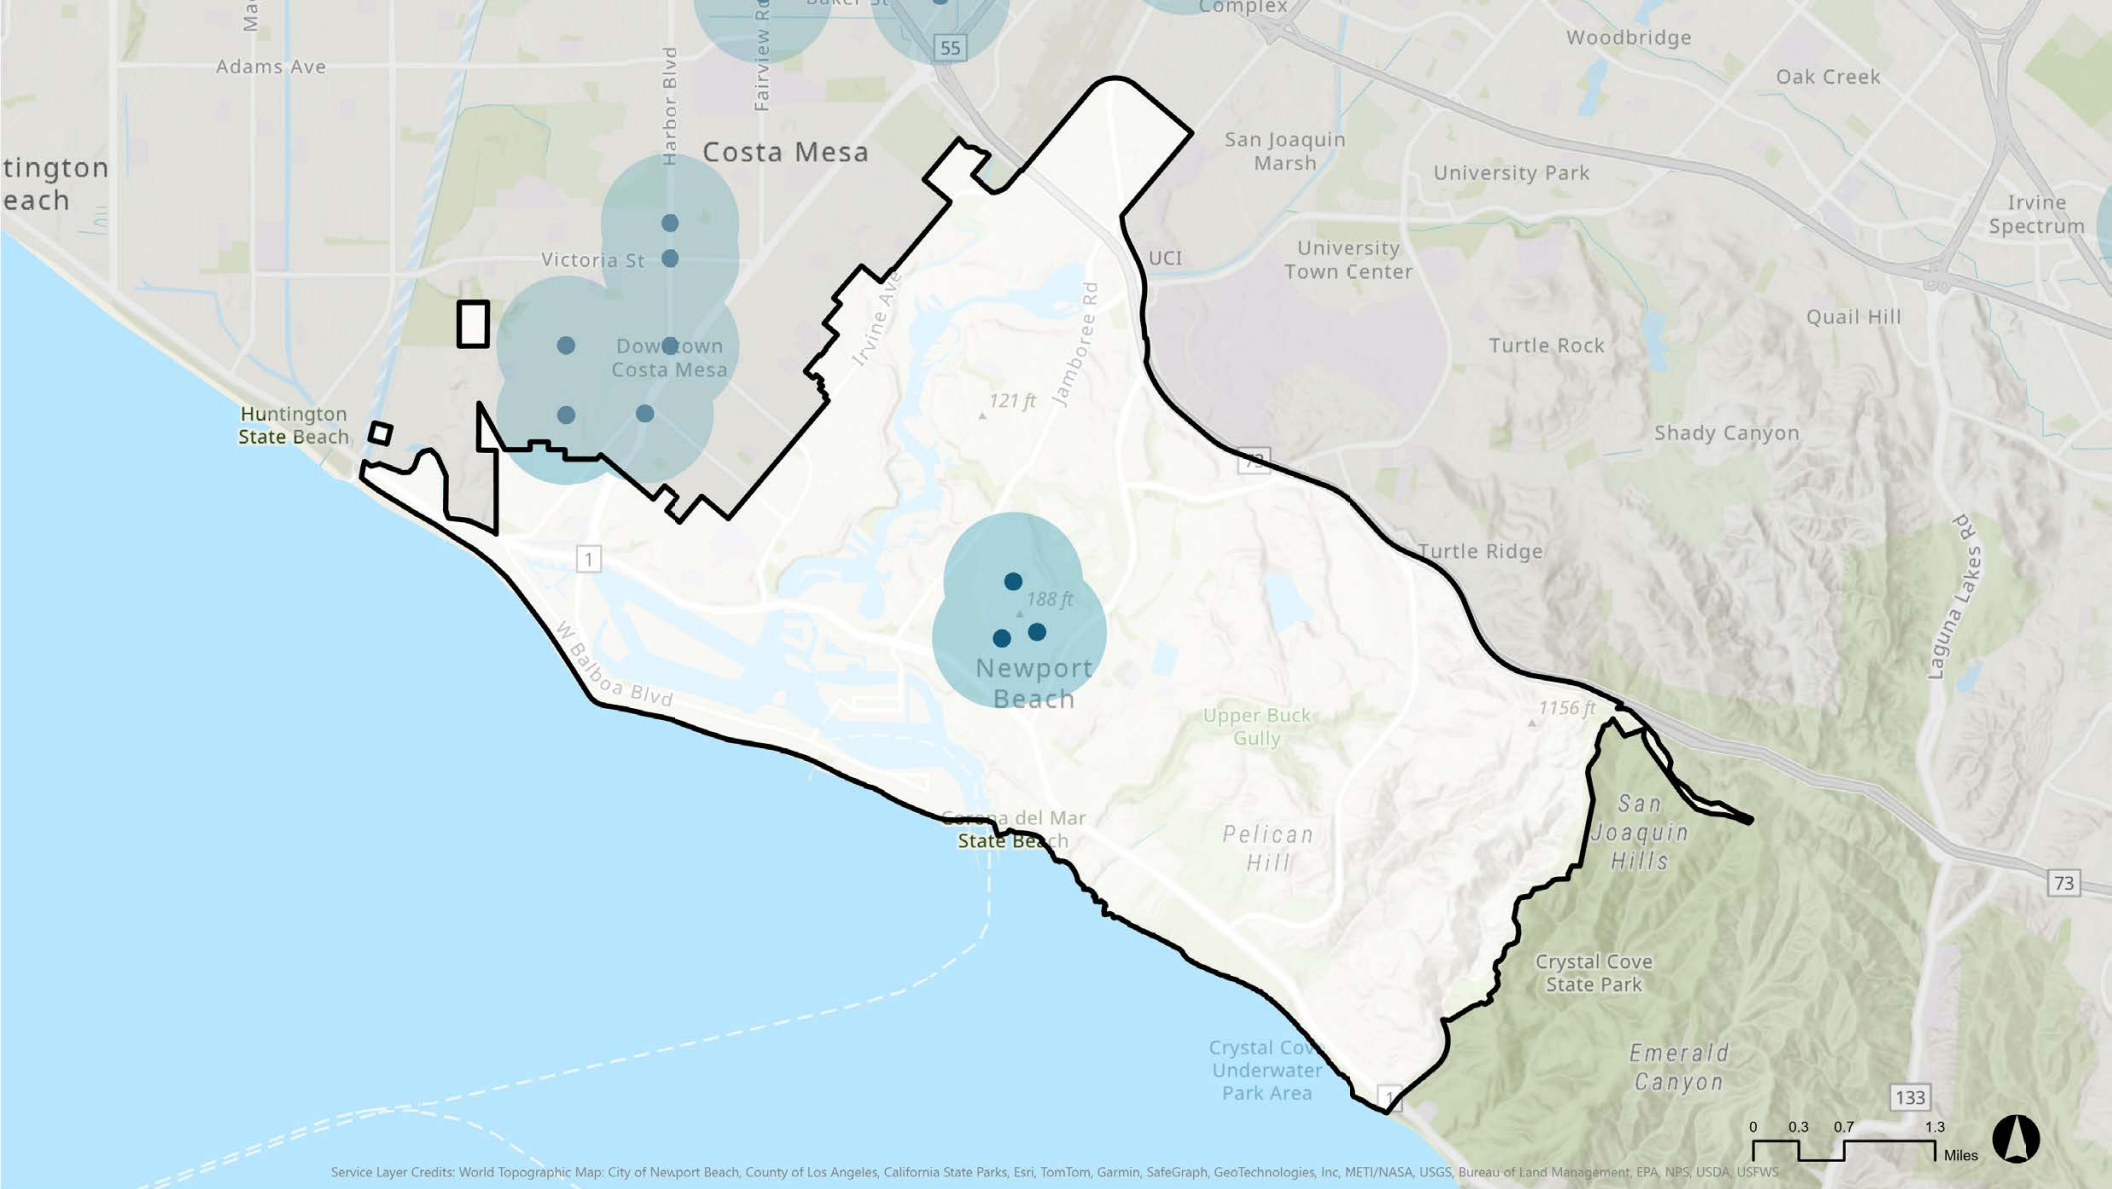 Complex
Baker St
Fairview Rd
Harbor Blvd
55
Woodbridge
Adams Ave
Oak Creek
Costa Mesa
San Joaquin
Marsh
tington
each
University Park
Irvine
Spectrum
Victoria St
UCI
University
Town Center
Irvine Ave
Jamboree Rd
Quail Hill
Downtown
Costa Mesa
Turtle Rock
121 ft
Huntington
State Beach
Shady Canyon
73
1
Turtle Ridge
Laguna Lakes Rd
188 ft
W Balboa Blvd
Newport
Beach
Upper Buck
Gully
1156 ft
San
Joaquin
Hills
Corona del Mar
State Beach
Pelican
Hill
73
Crystal Cove
State Park
Crystal Cove
Underwater
Park Area
Emerald
Canyon
1
133
0 0.3 0.7 1.3
Miles
Service Layer Credits: World Topographic Map: City of Newport Beach, County of Los Angeles, California State Parks, Esri, TomTom, Garmin, SafeGraph, GeoTechnologies, Inc, METI/NASA, USGS, Bureau of Land Management, EPA, NPS, USDA, USFWS